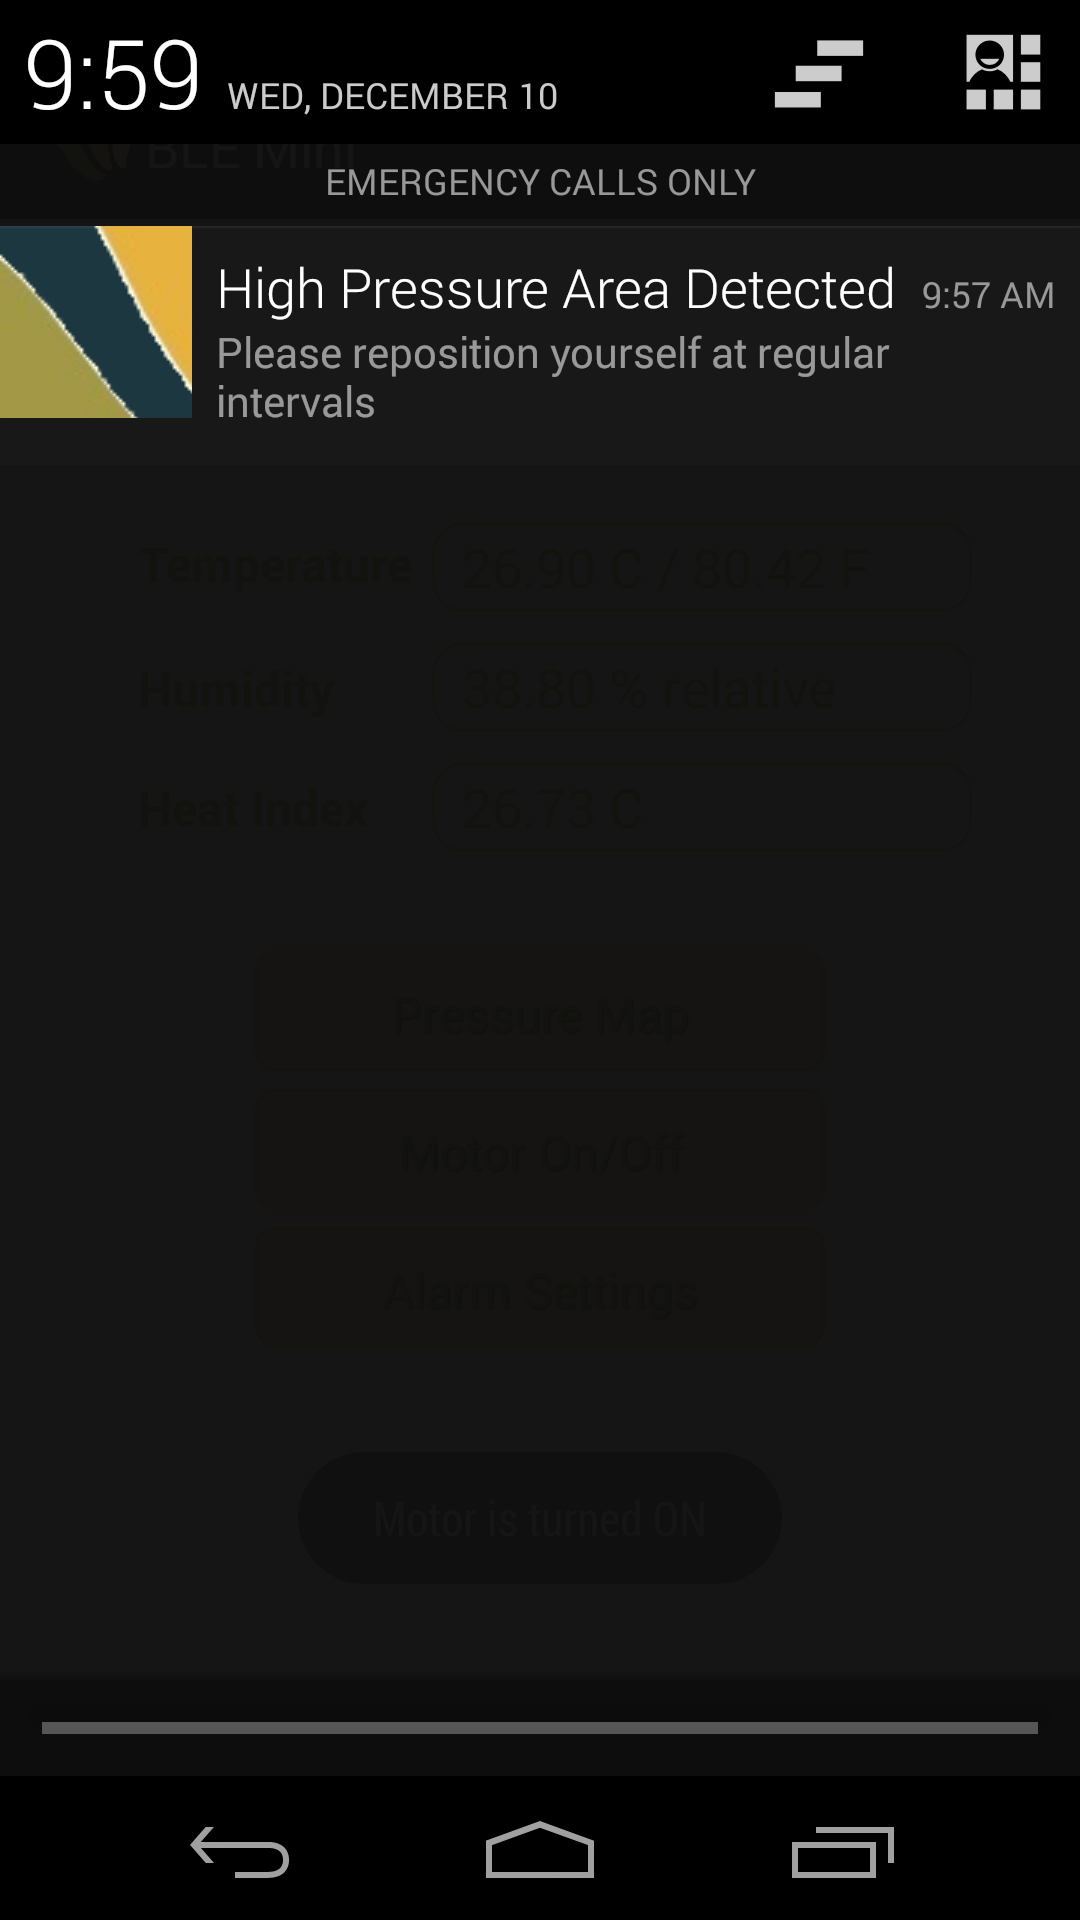 9:59 WED, DECEMBER 10
BLE Mini
EMERGENCY CALLS ONLY
High Pressure Area Detected 9:57 AM
Please reposition yourself at regular
intervals
Temperature 26.90 C / 80.42 F
Humidity 38.80 % relative
Heat Index 26.73 C
Pressure Map
Motor On/Off
Alarm Settings
Motor is turned ON